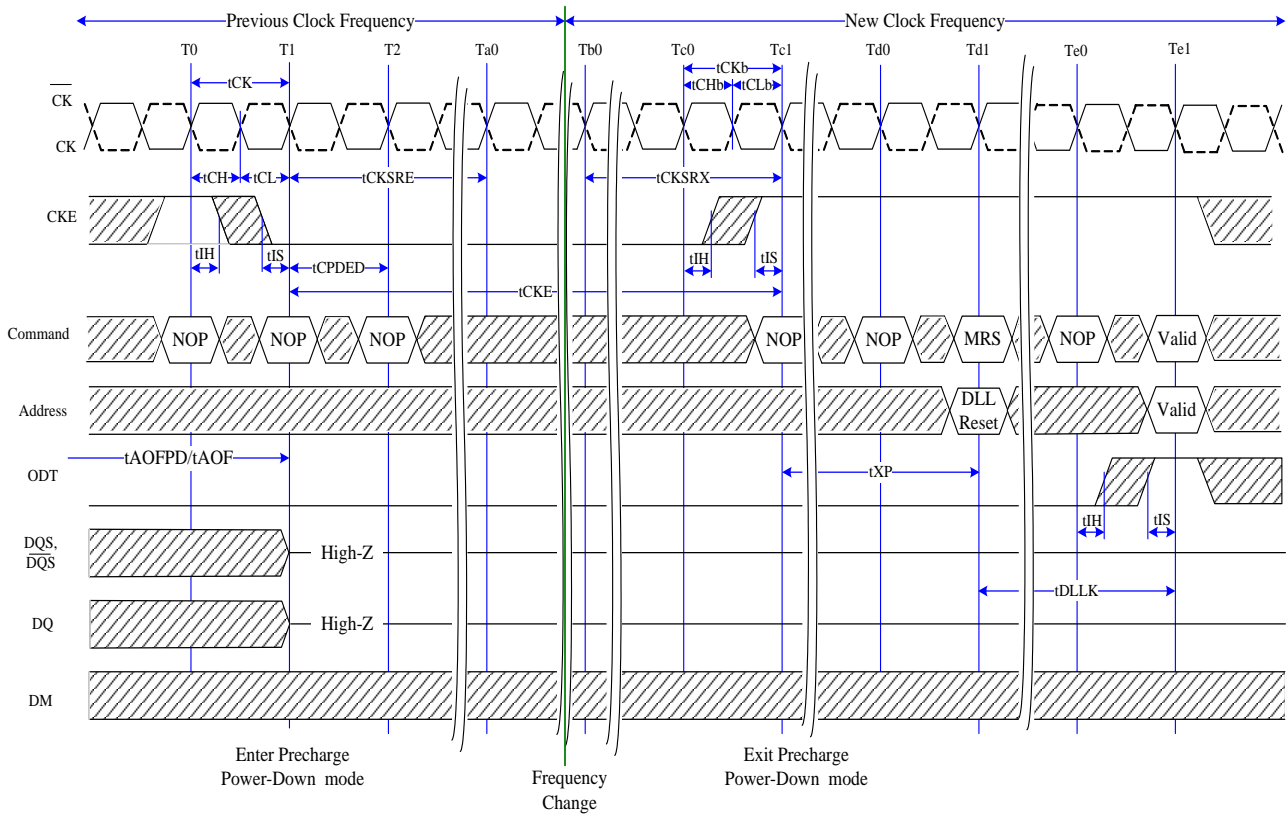 Previous Clock Frequency New Clock Frequency
T0 T1 T2 Ta0 Tb0 Tc0 Tc1 Td0 Td1 Te0 Te1
tCKb
tCK tCHb tCLb
CK
CK
tCH tCL tCKSRE tCKSRX
CKE
tIH tIS tCPDED tIH tIS
tCKE
Command NOP NOP NOP NOP NOP MRS NOP Valid
Address DLL Reset Valid
tAOFPD/tAOF
ODT tXP
tIH tIS
DQS,
DQS High-Z
tDLLK
DQ High-Z
DM
Enter Precharge
Power-Down mode
Exit Precharge
Power-Down mode
Frequency
Change